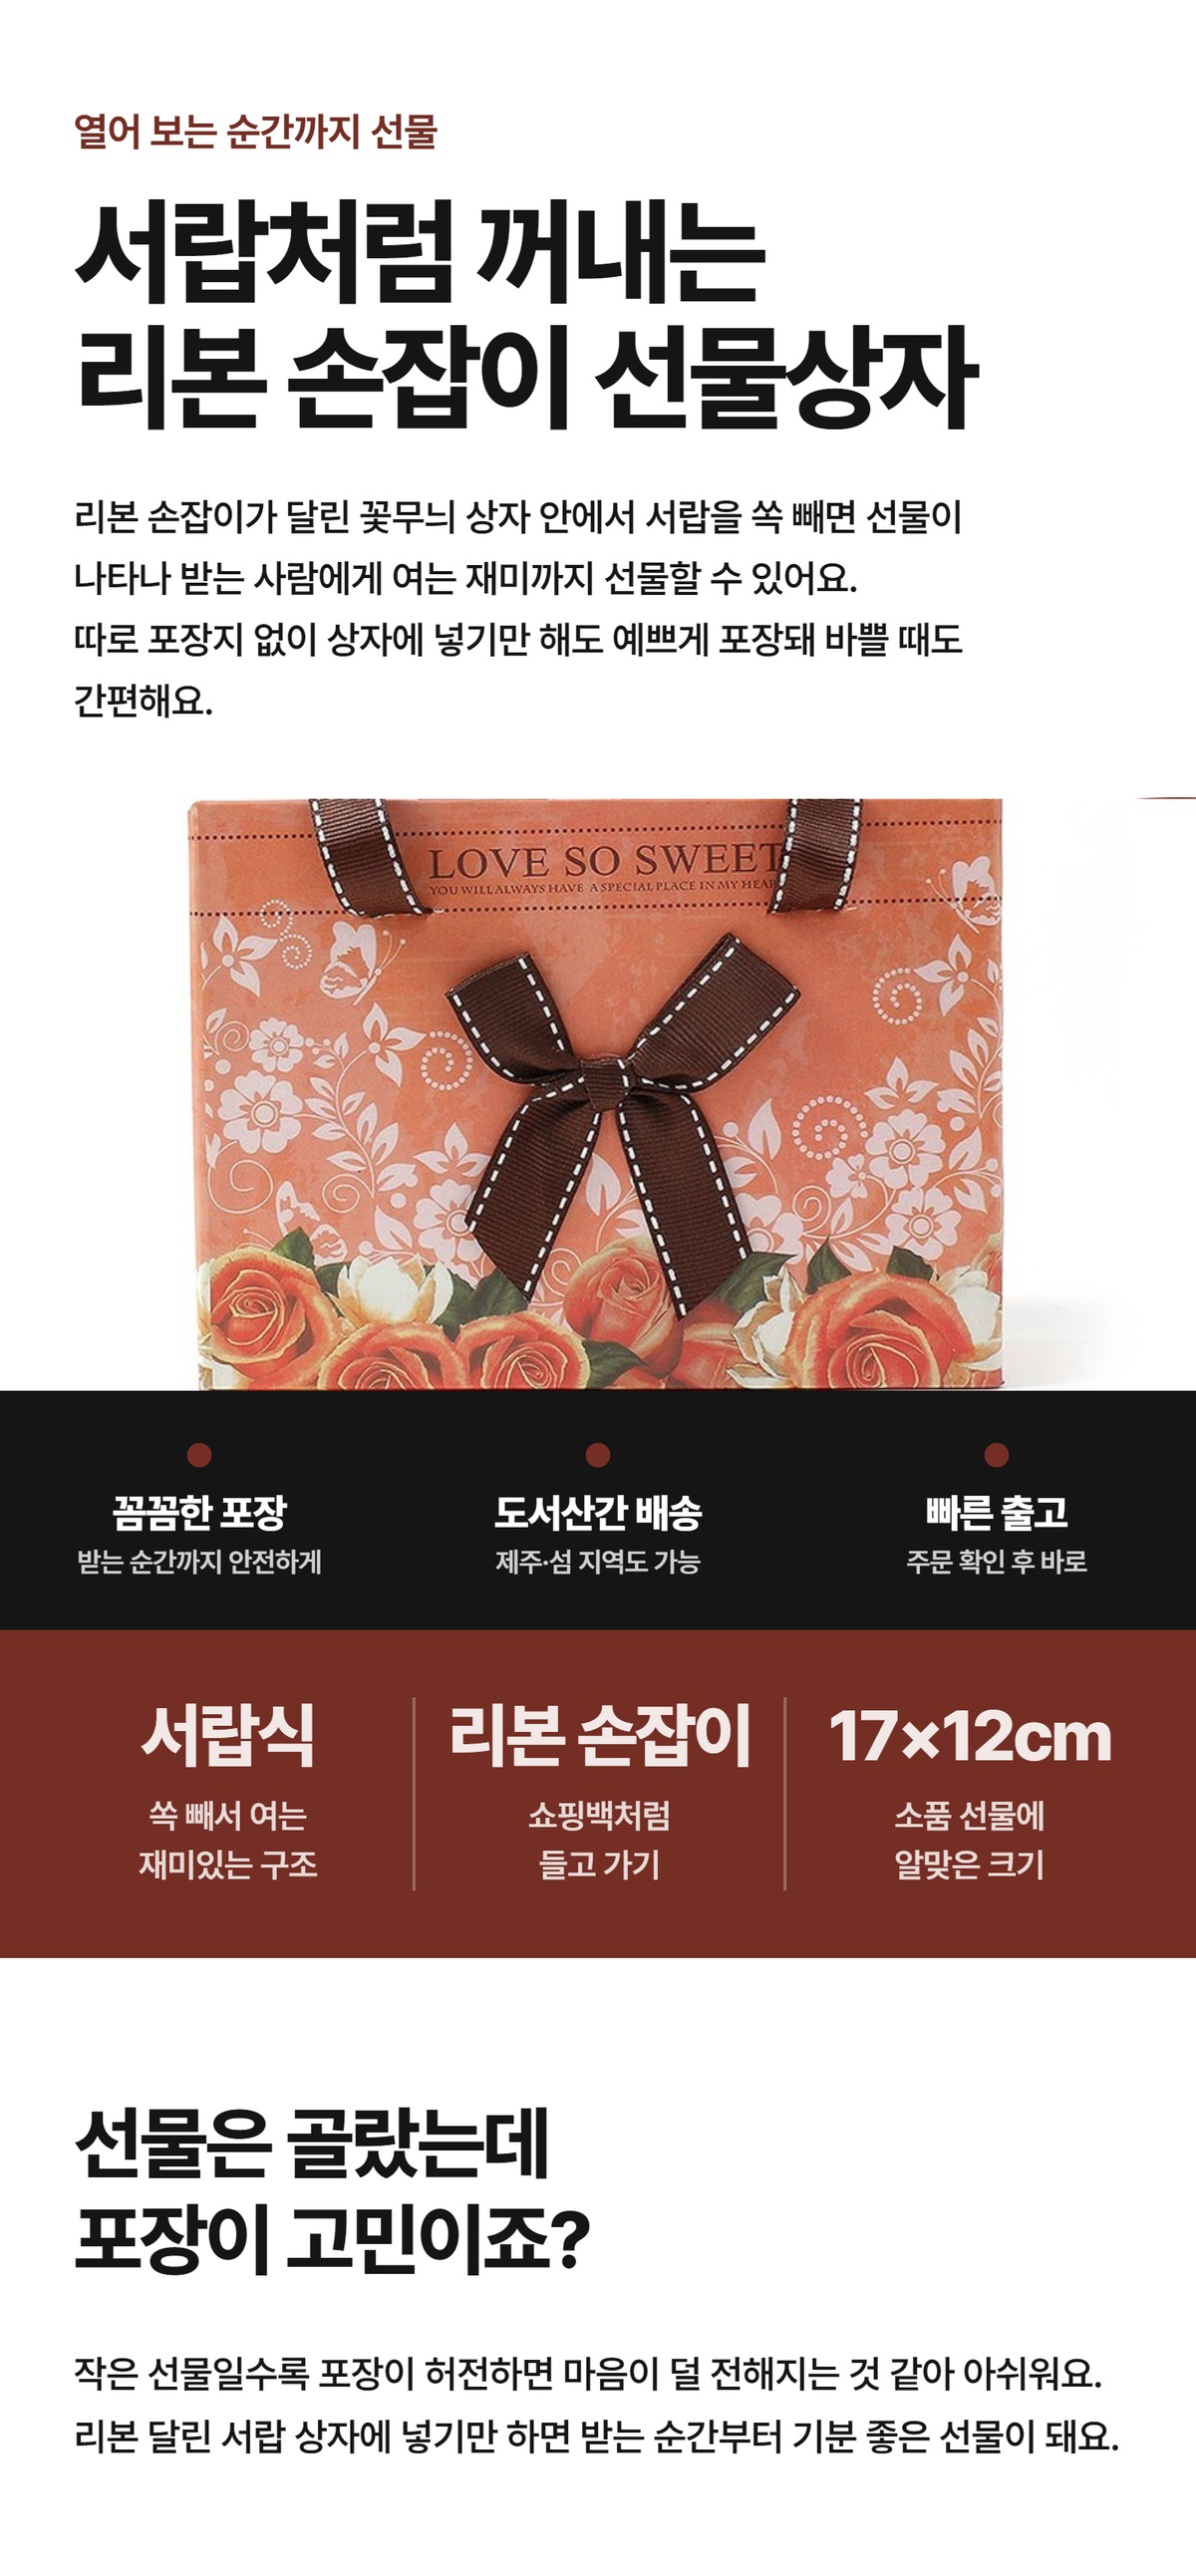 열어 보는 순간까지 선물
서랍처럼 꺼내는
리본 손잡이 선물상자
리본 손잡이가 달린 꽃무늬 상자 안에서 서랍을 쏙 빼면 선물이
나타나 받는 사람에게 여는 재미까지 선물할 수 있어요.
따로 포장지 없이 상자에 넣기만 해도 예쁘게 포장돼 바쁠 때도
간편해요.
LOVE SO SWEET
YOU WILL ALWAYS HAVE A SPECIAL PLACE IN MY HEAR
꼼꼼한 포장
도서산간 배송
빠른 출고
받는 순간까지 안전하게
제주·섬 지역도 가능
주문 확인 후 바로
서랍식
리본 손잡이
17×12cm
쏙 빼서 여는
재미있는 구조
쇼핑백처럼
들고 가기
소품 선물에
알맞은 크기
선물은 골랐는데
포장이 고민이죠?
작은 선물일수록 포장이 허전하면 마음이 덜 전해지는 것 같아 아쉬워요.
리본 달린 서랍 상자에 넣기만 하면 받는 순간부터 기분 좋은 선물이 돼요.